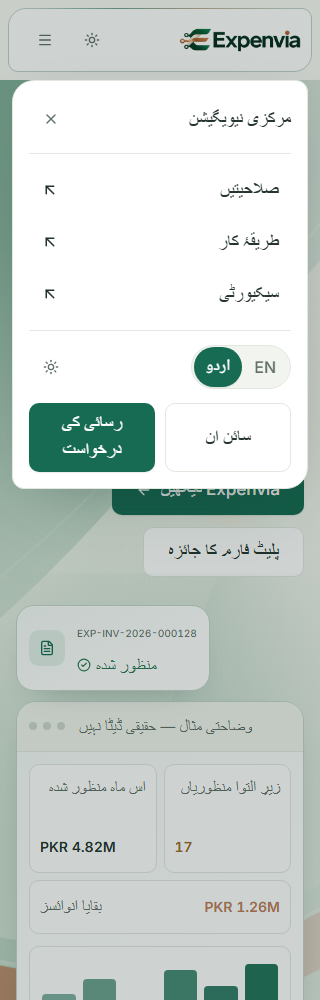 Expenvia
مرکزی نیویگیشن
صلاحیتیں
طریقۂ کار
سیکیورٹی
EN
اردو
سائن ان
رسائی کی
درخواست
Expenvia دیکھیں
پلیٹ فارم کا جائزہ
EXP-INV-2026-000128
منظور شدہ
وضاحتی مثال — حقیقی ڈیٹا نہیں
زیرِ التوا منظوریاں
17
اس ماہ منظور شدہ
PKR 4.82M
بقایا انوائسز
PKR 1.26M